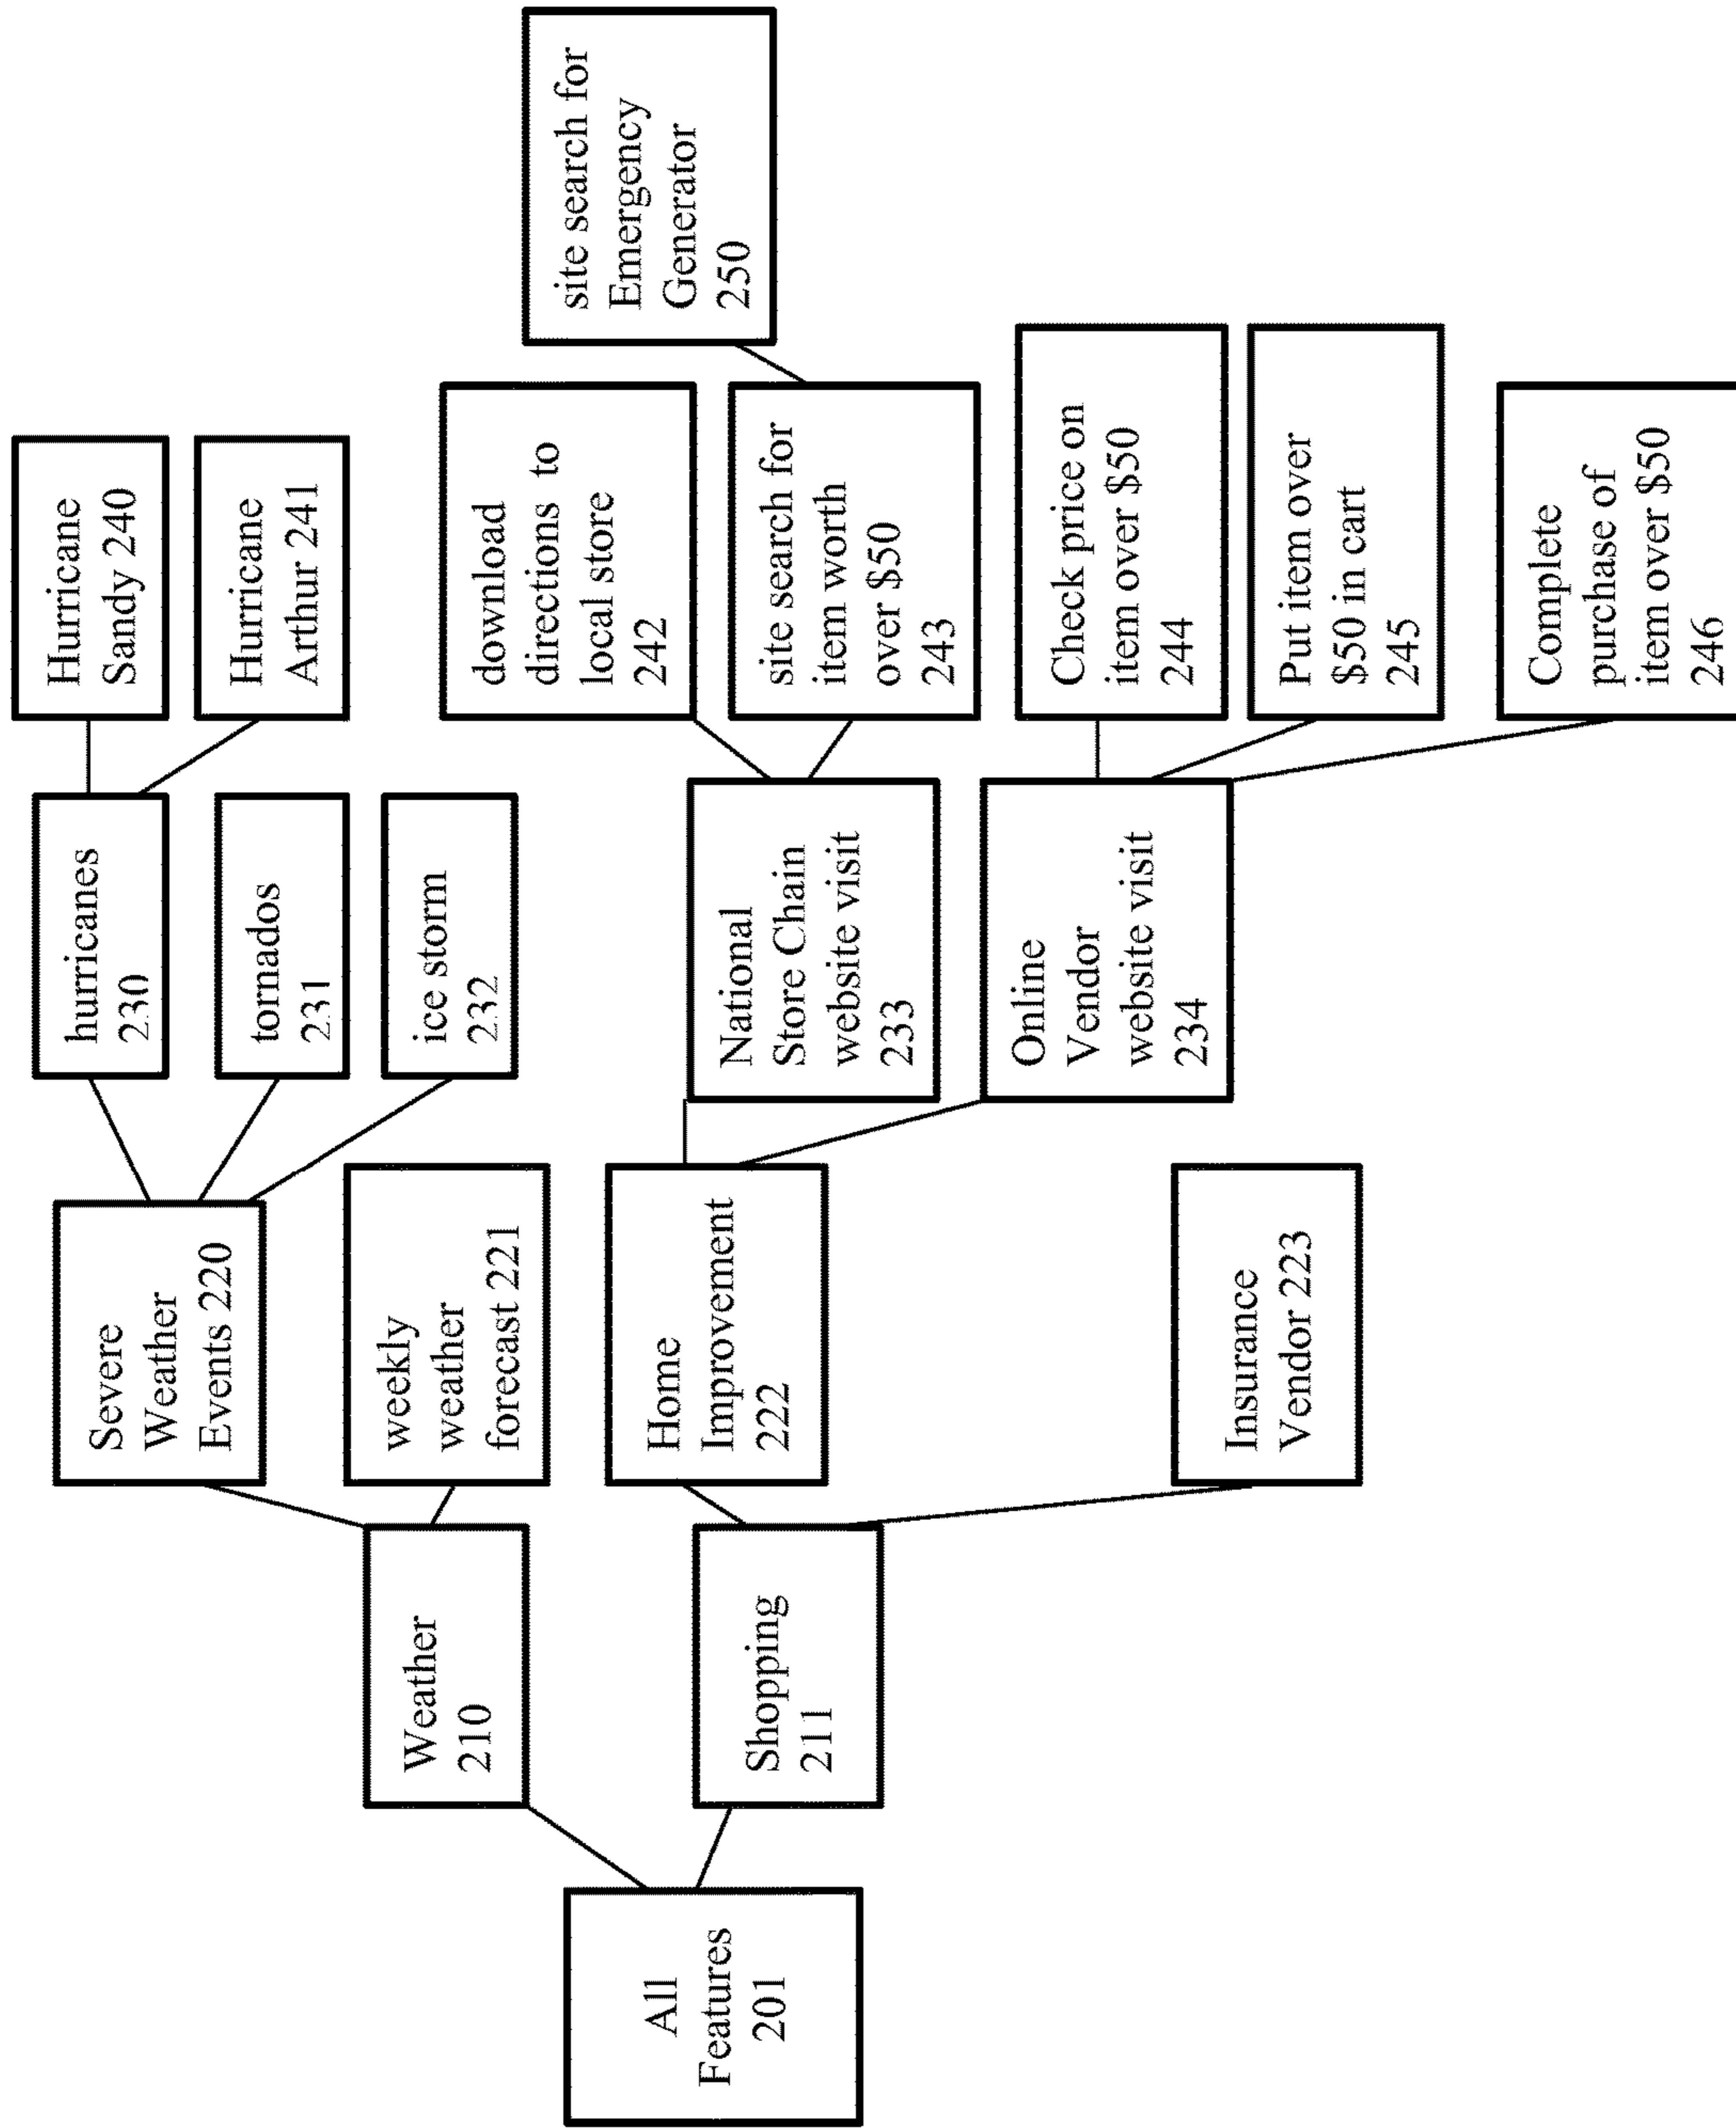 All
Features
201
Weather
210
Shopping
211
Severe
Weather
Events 220
weekly
weather
forecast 221
Home
Improvement
222
Insurance
Vendor 223
hurricanes
230
tornados
231
ice storm
232
National
Store Chain
website visit
233
Online
Vendor
website visit
234
Hurricane
Sandy 240
Hurricane
Arthur 241
download
directions to
local store
242
site search for
item worth
over $50
243
Check price on
item over $50
244
Put item over
$50 in cart
245
Complete
purchase of
item over $50
246
site search for
Emergency
Generator
250